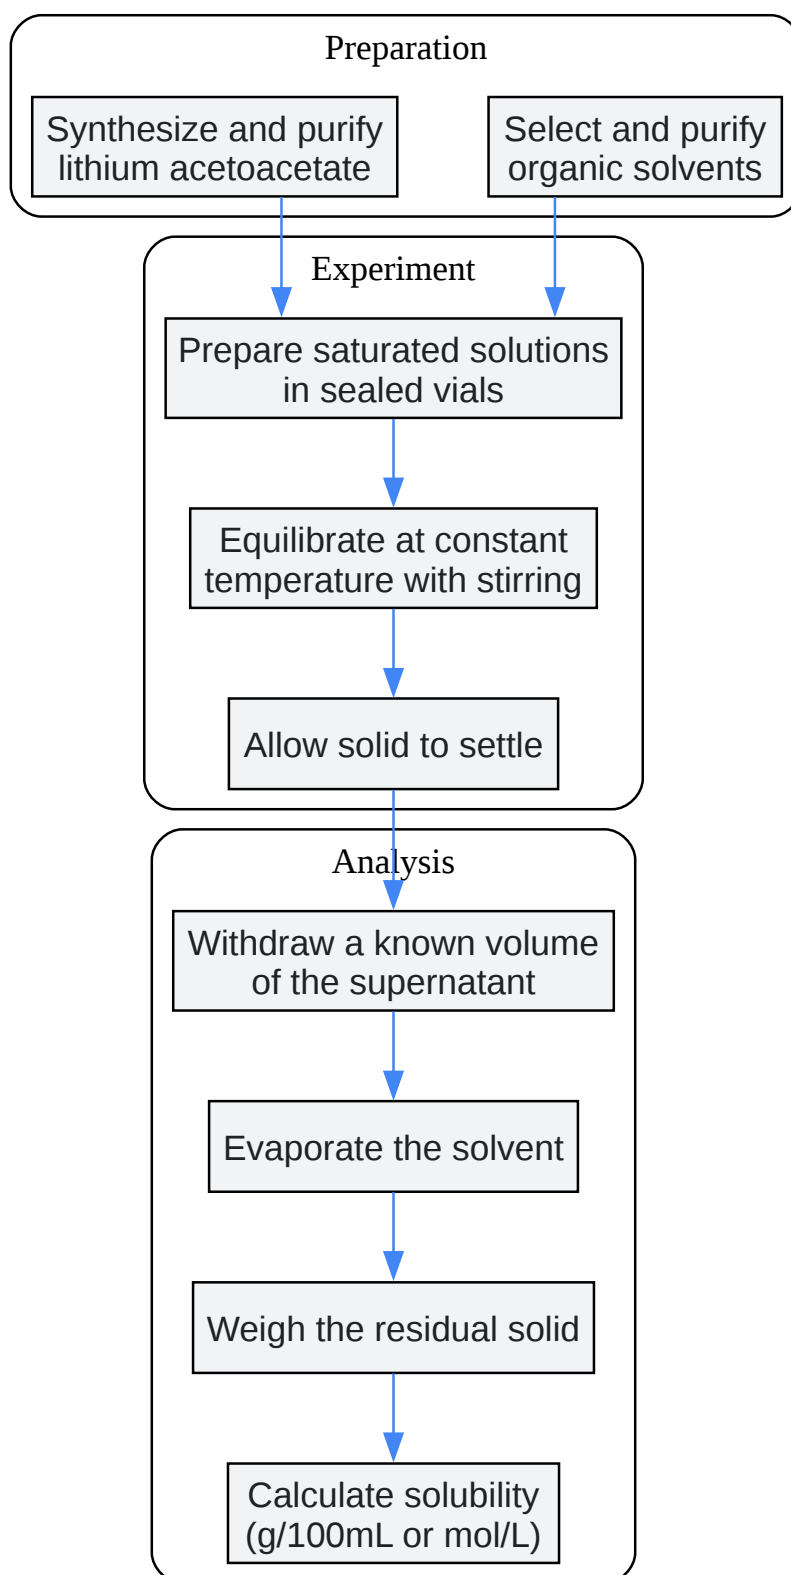 Preparation
Synthesize and purify
lithium acetoacetate
Select and purify
organic solvents
Experiment
Prepare saturated solutions
in sealed vials
Equilibrate at constant
temperature with stirring
Allow solid to settle
Analysis
Withdraw a known volume
of the supernatant
Evaporate the solvent
Weigh the residual solid
Calculate solubility
(g/100mL or mol/L)